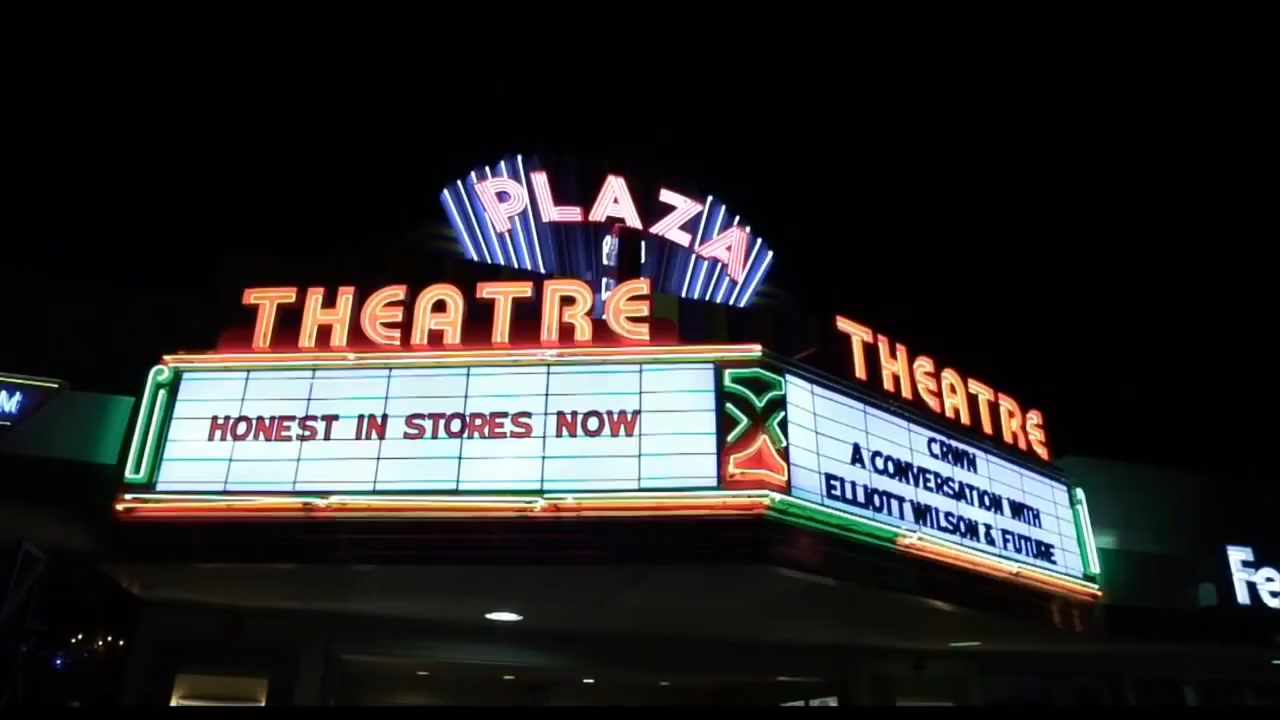 PLAZA
THEATRE
THEATRE
HONEST IN STORES NOW
CRWN
A CONVERSATION WITH
ELLIOTT WILSON & FUTURE
M
Fe